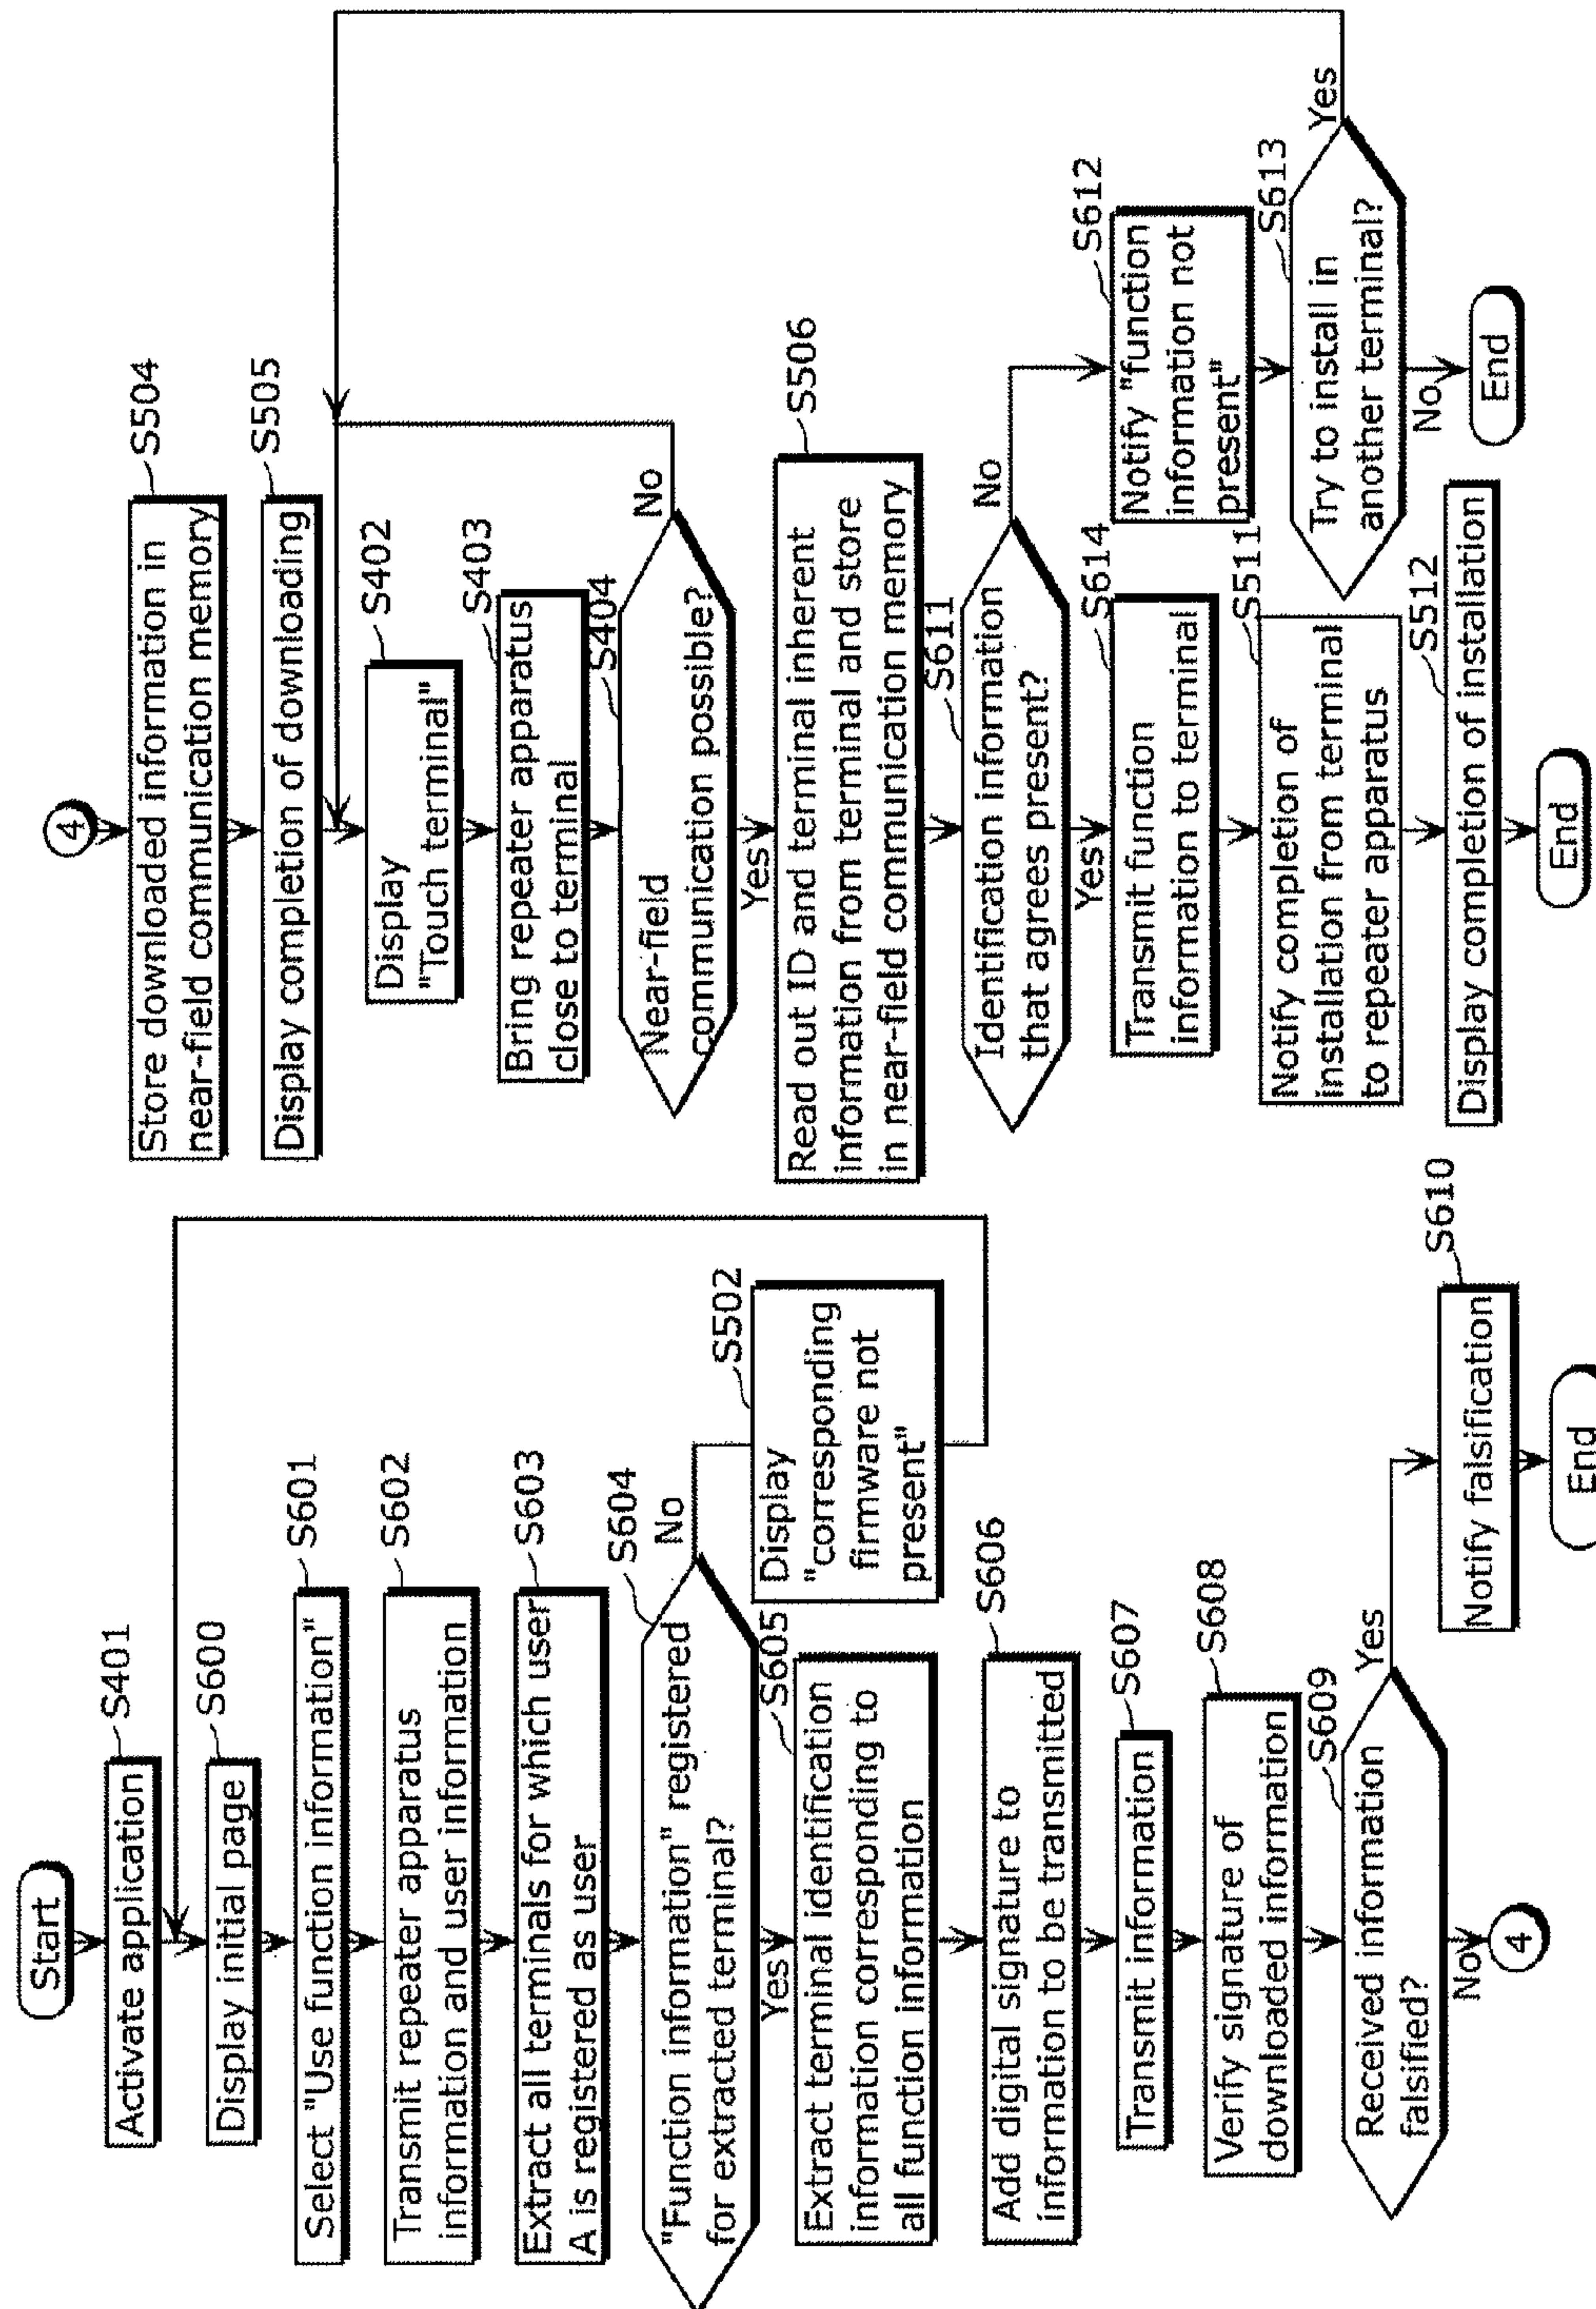 Start
Activate application
S401
Display initial page
S600
Select "Use function information"
S601
Transmit repeater apparatus
information and user information
S602
Extract all terminals for which user
A is registered as user
S603
"Function information" registered
for extracted terminal?
S604
No
Yes
Display
"corresponding
firmware not
present"
S502
Extract terminal identification
information corresponding to
all function information
S605
Add digital signature to
information to be transmitted
S606
Transmit information
S607
Verify signature of
downloaded information
S608
Received information
falsified?
S609
Yes
No
Notify falsification
S610
End
4
4
Store downloaded information in
near-field communication memory
S504
Display completion of downloading
S505
Display
"Touch terminal"
S402
Bring repeater apparatus
close to terminal
S403
Near-field
communication possible?
S404
No
Yes
Read out ID and terminal inherent
information from terminal and store
in near-field communication memory
S506
Identification information
that agrees present?
S611
No
Yes
Notify "function
information not
present"
S612
Try to install in
another terminal?
S613
Yes
No
End
Transmit function
information to terminal
S614
Notify completion of
installation from terminal
to repeater apparatus
S511
Display completion of installation
S512
End